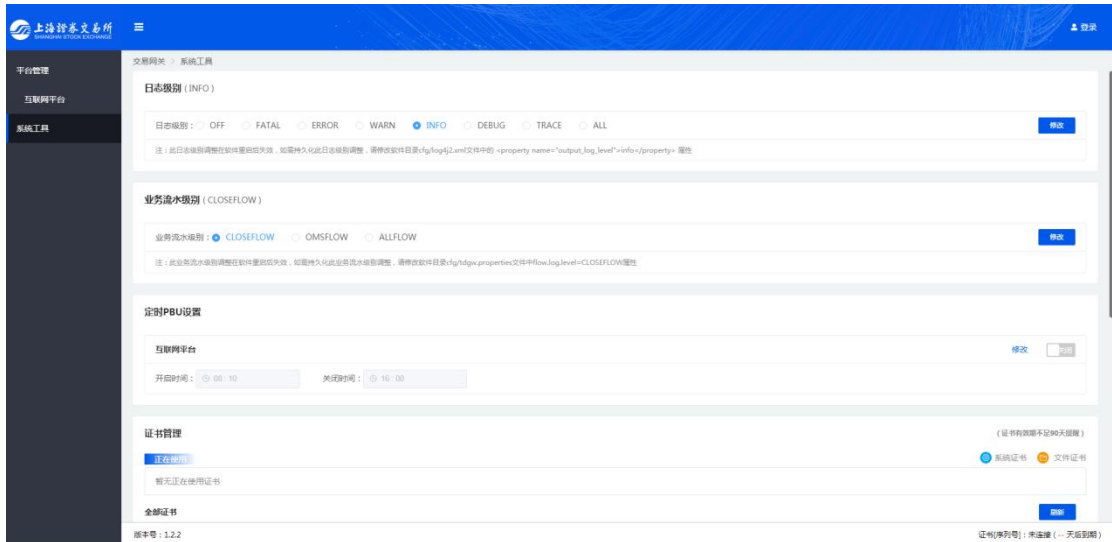 上海證券交易所
SHANGHAI STOCK EXCHANGE
登录
平台管理
互联网平台
系统工具
交易网关 > 系统工具
日志级别 ( INFO )
日志级别 : OFF FATAL ERROR WARN INFO DEBUG TRACE ALL 修改
注：此日志级别调整在软件重启后失效，如需持久化此日志级别调整，请修改软件目录cfg/log4j2.xml文件中的 <property name="output_log_level">info</property> 属性
业务流水级别 ( CLOSEFLOW )
业务流水级别 : CLOSEFLOW OMSFLOW ALLFLOW 修改
注：此业务流水级别调整在软件重启后失效，如需持久化此业务流水级别调整，请修改软件目录cfg/tdgw.properties文件中flow.log.level=CLOSEFLOW属性
定时PBU设置
互联网平台 修改 关闭
开启时间： 08 : 10 关闭时间： 16 : 00
证书管理 ( 证书有效期不足90天提醒 )
正在使用 系统证书 文件证书
暂无正在使用证书
全部证书 刷新
版本号：1.2.2 证书[序列号]：未连接 ( -- 天后到期 )